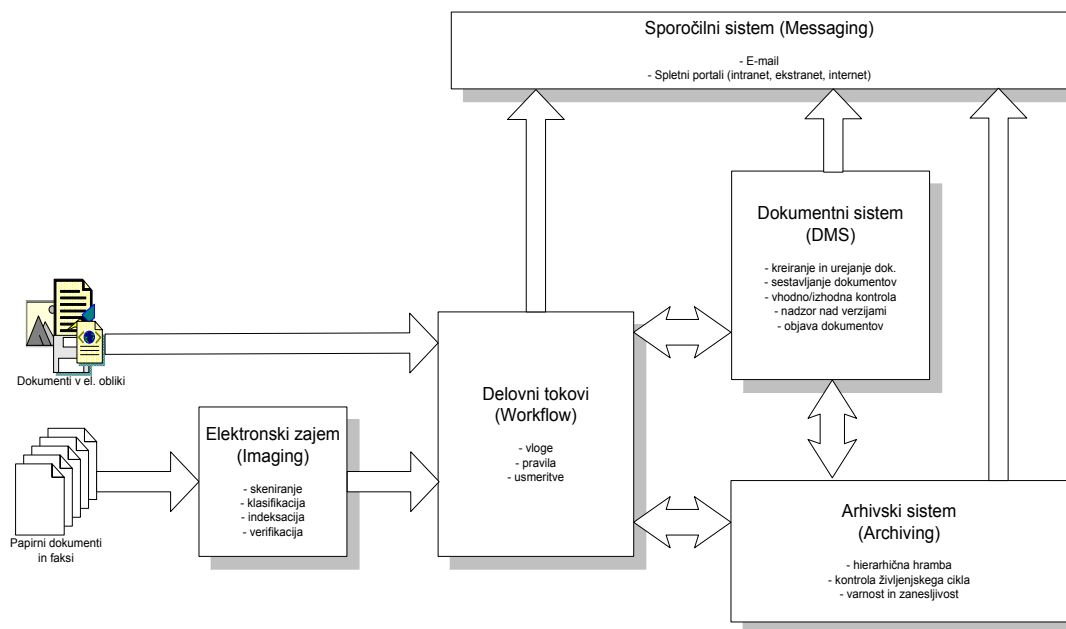 Sporočilni sistem (Messaging)
- E-mail
- Spletni portali (intranet, ekstranet, internet)
Dokumentni sistem
(DMS)
- kreiranje in urejanje dok.
- sestavljanje dokumentov
- vhodno/izhodna kontrola
- nadzor nad verzijami
- objava dokumentov
Dokumenti v el. obliki
Delovni tokovi
(Workflow)
- vloge
- pravila
- usmeritve
Elektronski zajem
(Imaging)
- skeniranje
- klasifikacija
- indeksacija
- verifikacija
Papirni dokumenti
in faksi
Arhivski sistem
(Archiving)
- hierarhična hramba
- kontrola življenjskega cikla
- varnost in zanesljivost